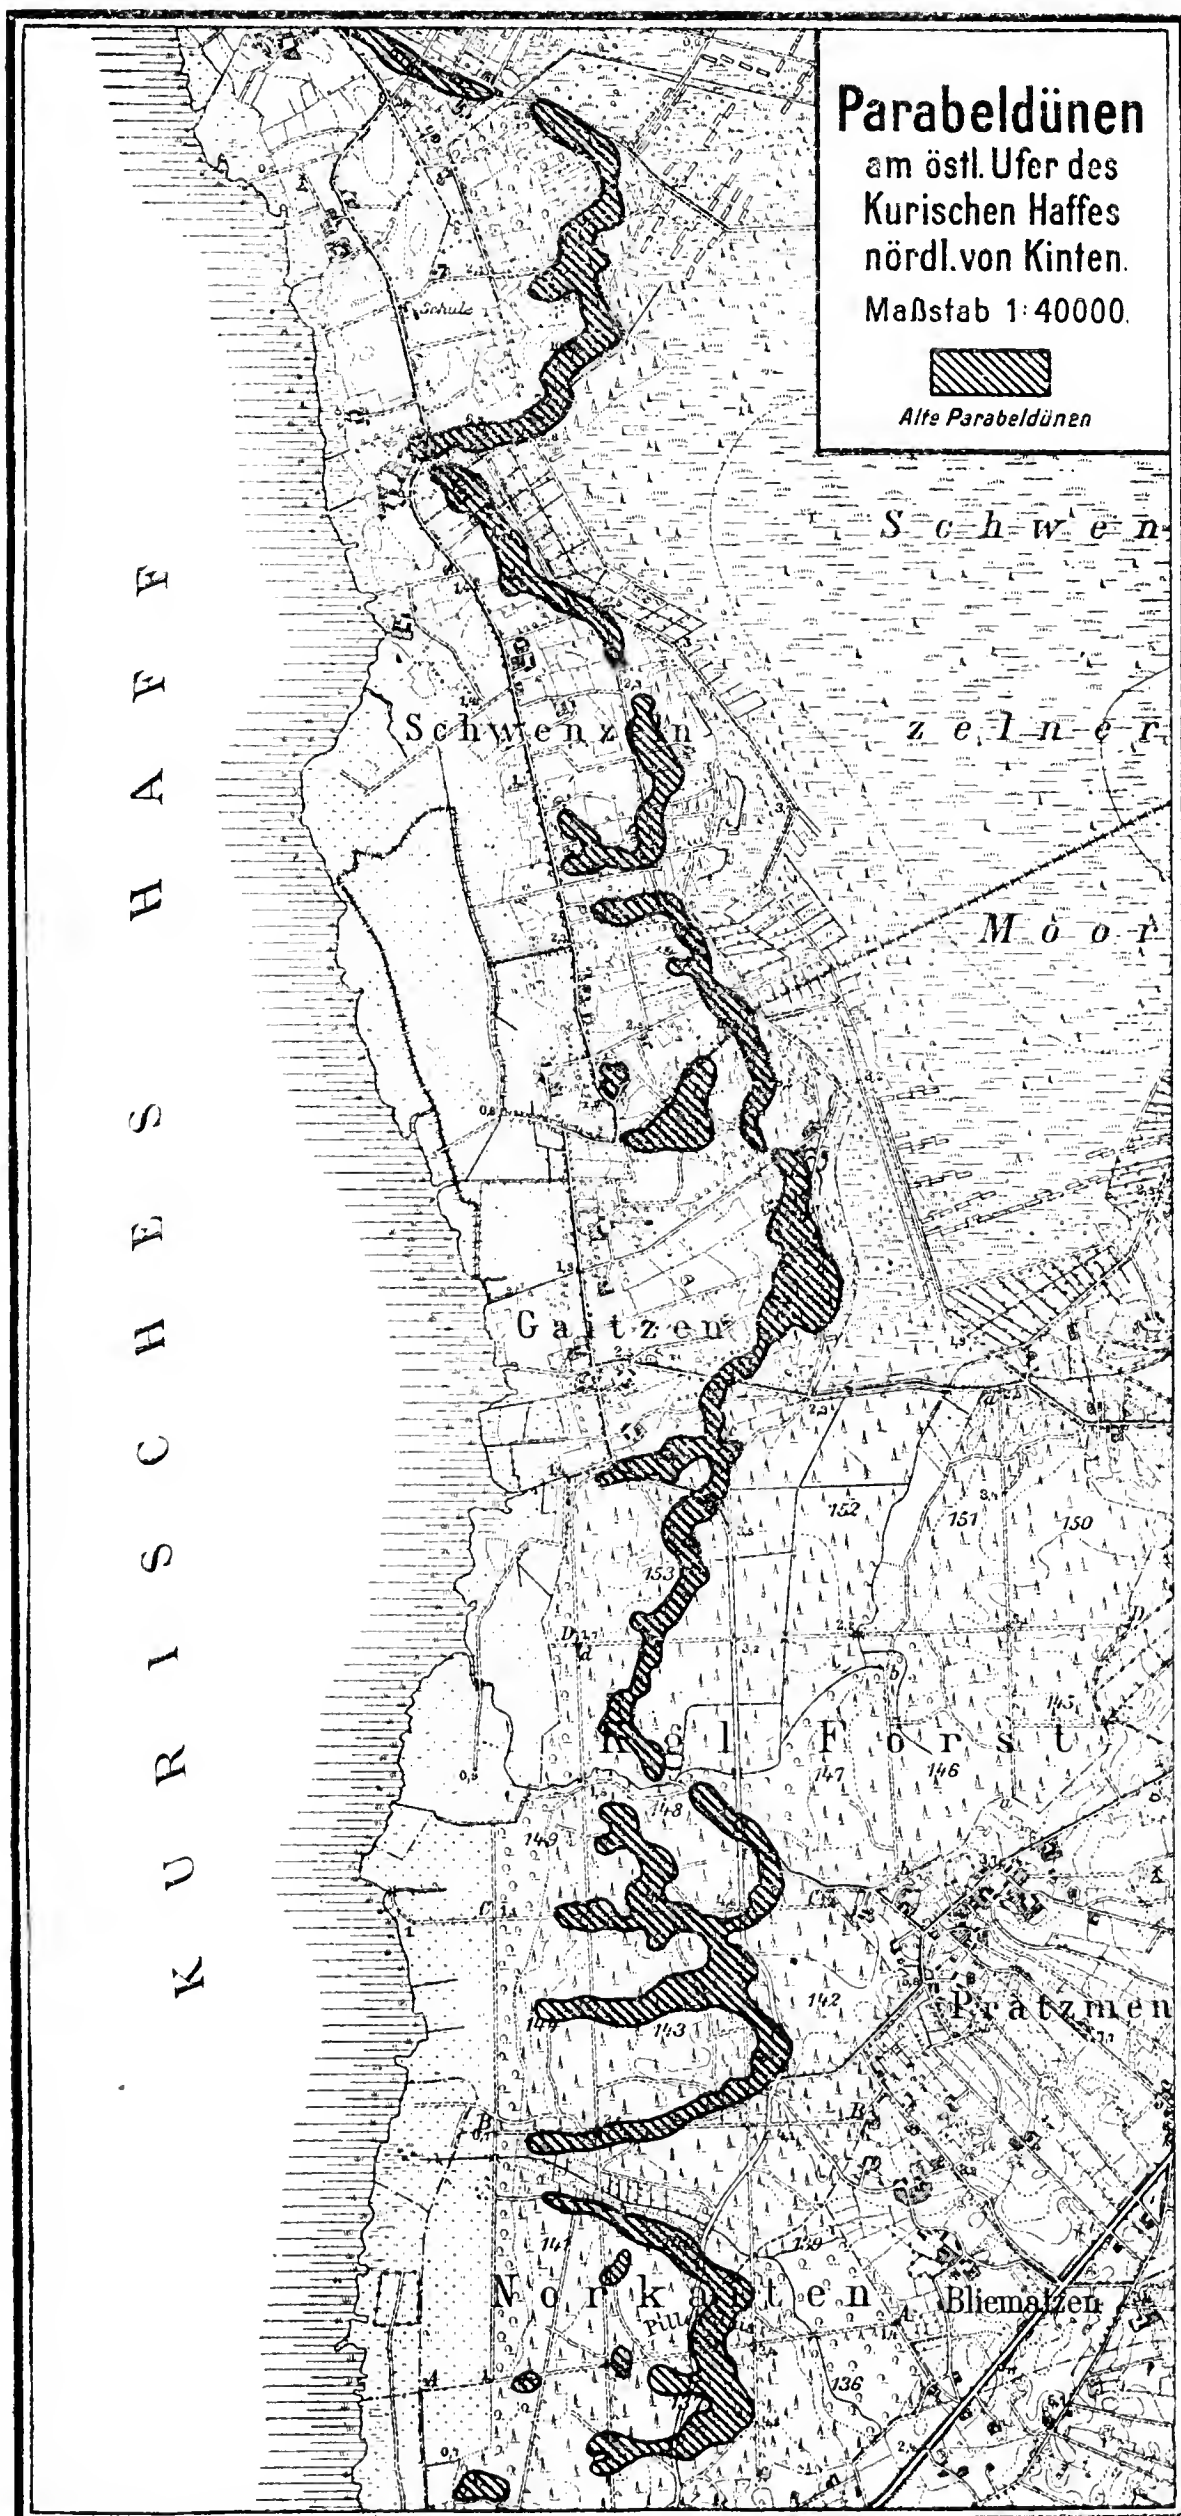 Parabeldünen
am östl. Ufer des
Kurischen Haffes
nördl. von Kinten.
Maßstab 1:40000.
Alte Parabeldünen
Schule
Schwen
zelner
Moor
Schwenzeln
KURISCHES HAFF
Gaitzen
152
151
150
153
D
D
d
b
145
Kgl Forst
147
146
148
149
C
C
Pratzmen
142
144
143
B
B
141
139
Norkaiten
Bliematzen
A
A
136
137